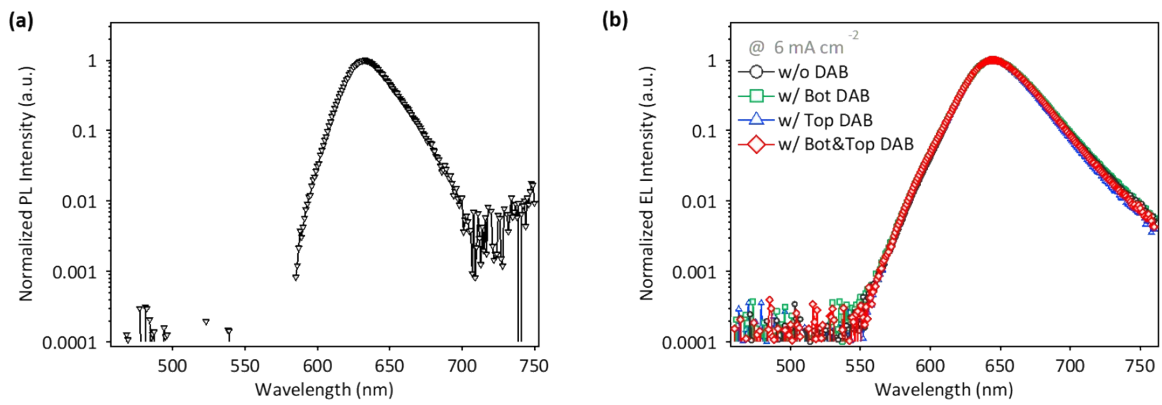 (a)
Normalized PL Intensity (a.u.)
1
0.1
0.01
0.001
0.0001
500 600 700 750
Wavelength (nm)
(b)
Normalized EL Intensity (a.u.)
1
0.1
0.01
0.001
0.0001
@ 6 mA cm-2
w/o DAB
w/ Bot DAB
w/ Top DAB
w/ Bot&Top DAB
500 550 600 650 700 750
Wavelength (nm)